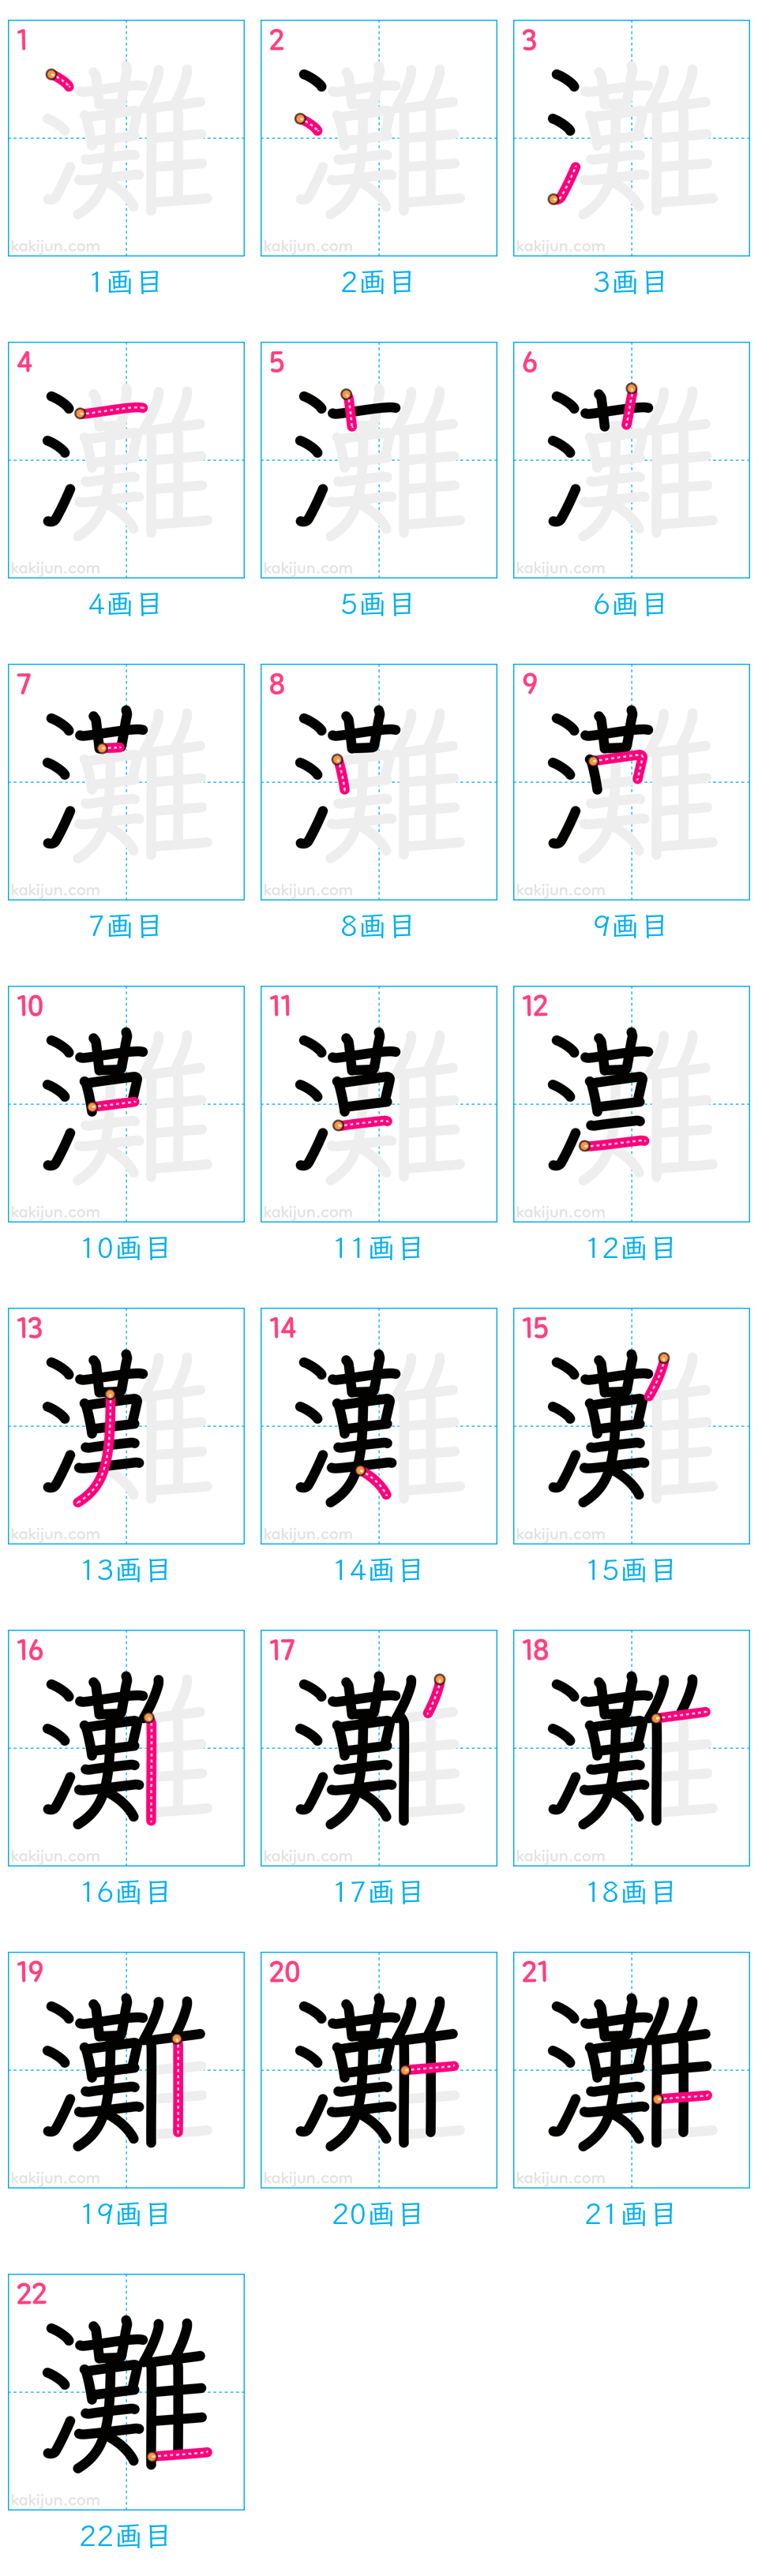 1 2 3
kakijun.com kakijun.com kakijun.com
1画目 2画目 3画目
4 5 6
kakijun.com kakijun.com kakijun.com
4画目 5画目 6画目
7 8 9
kakijun.com kakijun.com kakijun.com
7画目 8画目 9画目
10 11 12
kakijun.com kakijun.com kakijun.com
10画目 11画目 12画目
13 14 15
kakijun.com kakijun.com kakijun.com
13画目 14画目 15画目
16 17 18
kakijun.com kakijun.com kakijun.com
16画目 17画目 18画目
19 20 21
kakijun.com kakijun.com kakijun.com
19画目 20画目 21画目
22
灘
kakijun.com
22画目